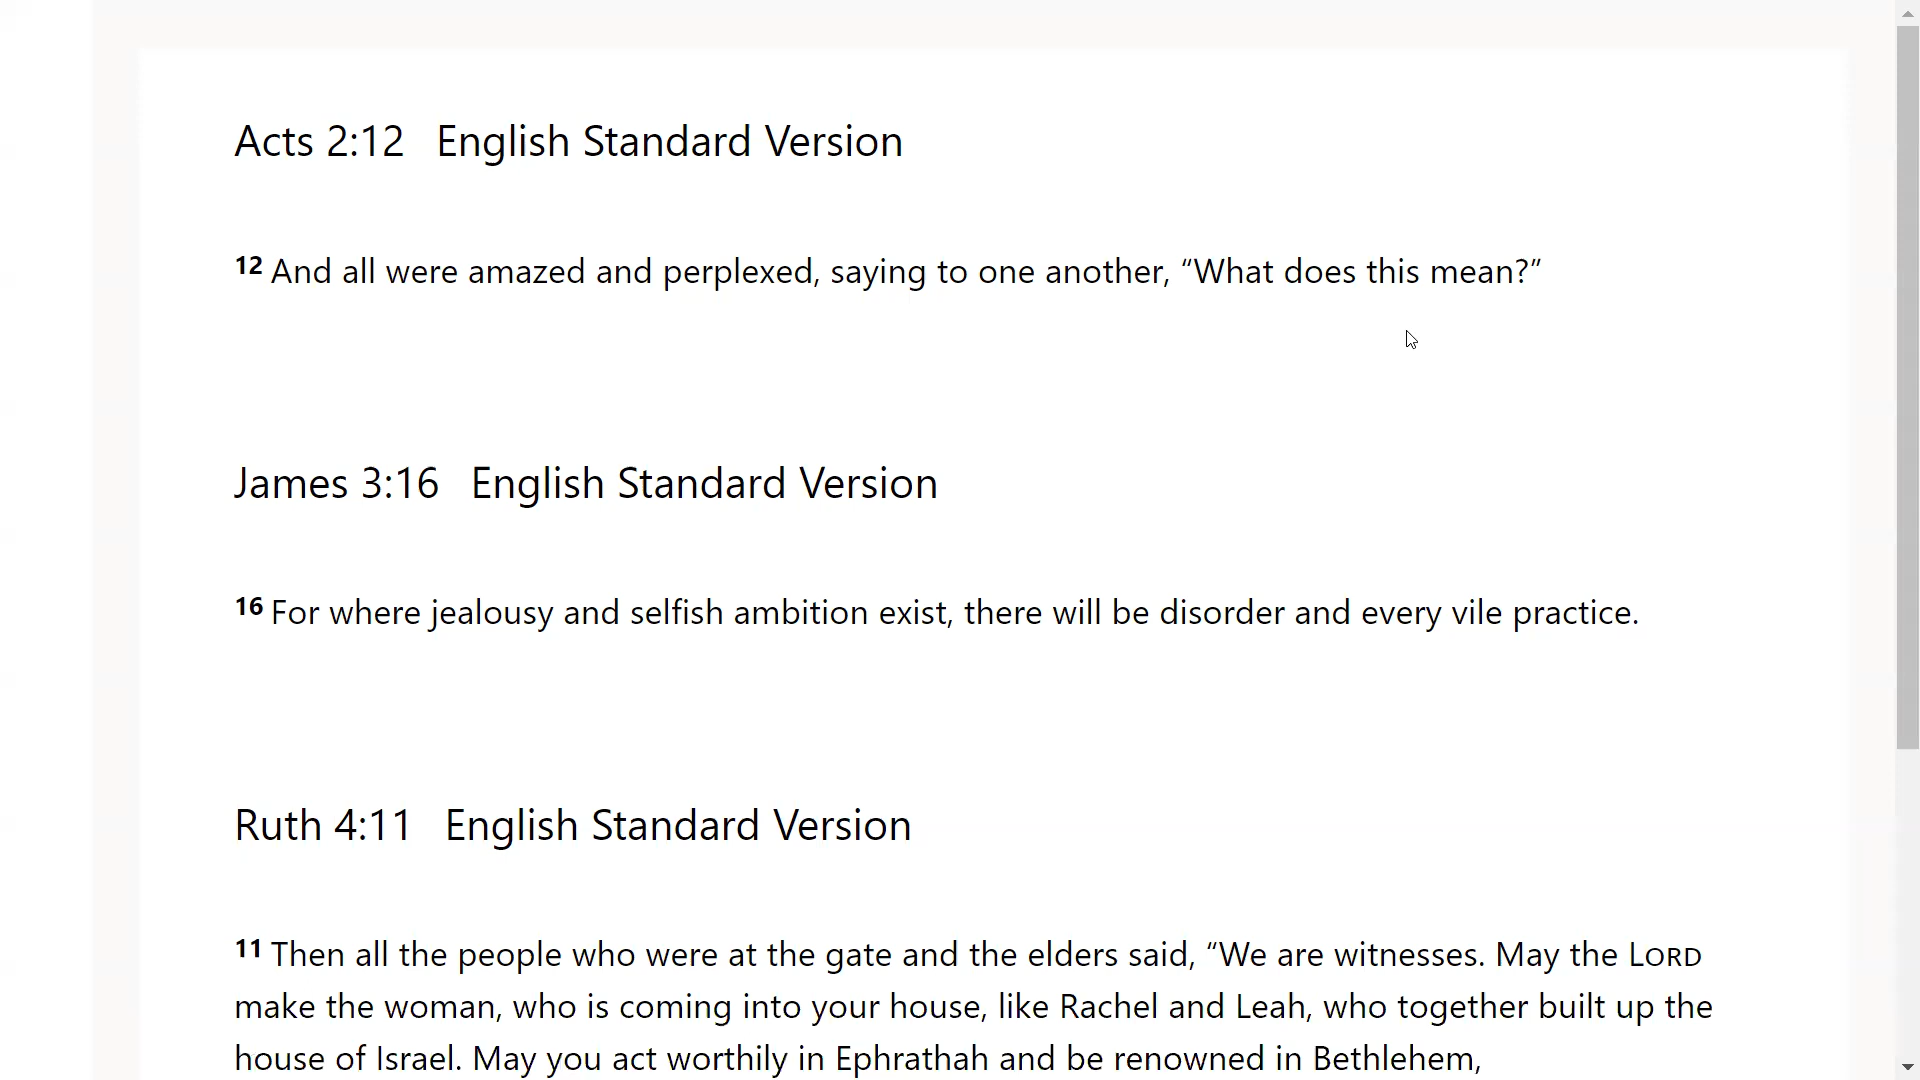 Acts 2:12 English Standard Version
12 And all were amazed and perplexed, saying to one another, “What does this mean?”
James 3:16 English Standard Version
16 For where jealousy and selfish ambition exist, there will be disorder and every vile practice.
Ruth 4:11 English Standard Version
11 Then all the people who were at the gate and the elders said, “We are witnesses. May the LORD
make the woman, who is coming into your house, like Rachel and Leah, who together built up the
house of Israel. May you act worthily in Ephrathah and be renowned in Bethlehem,